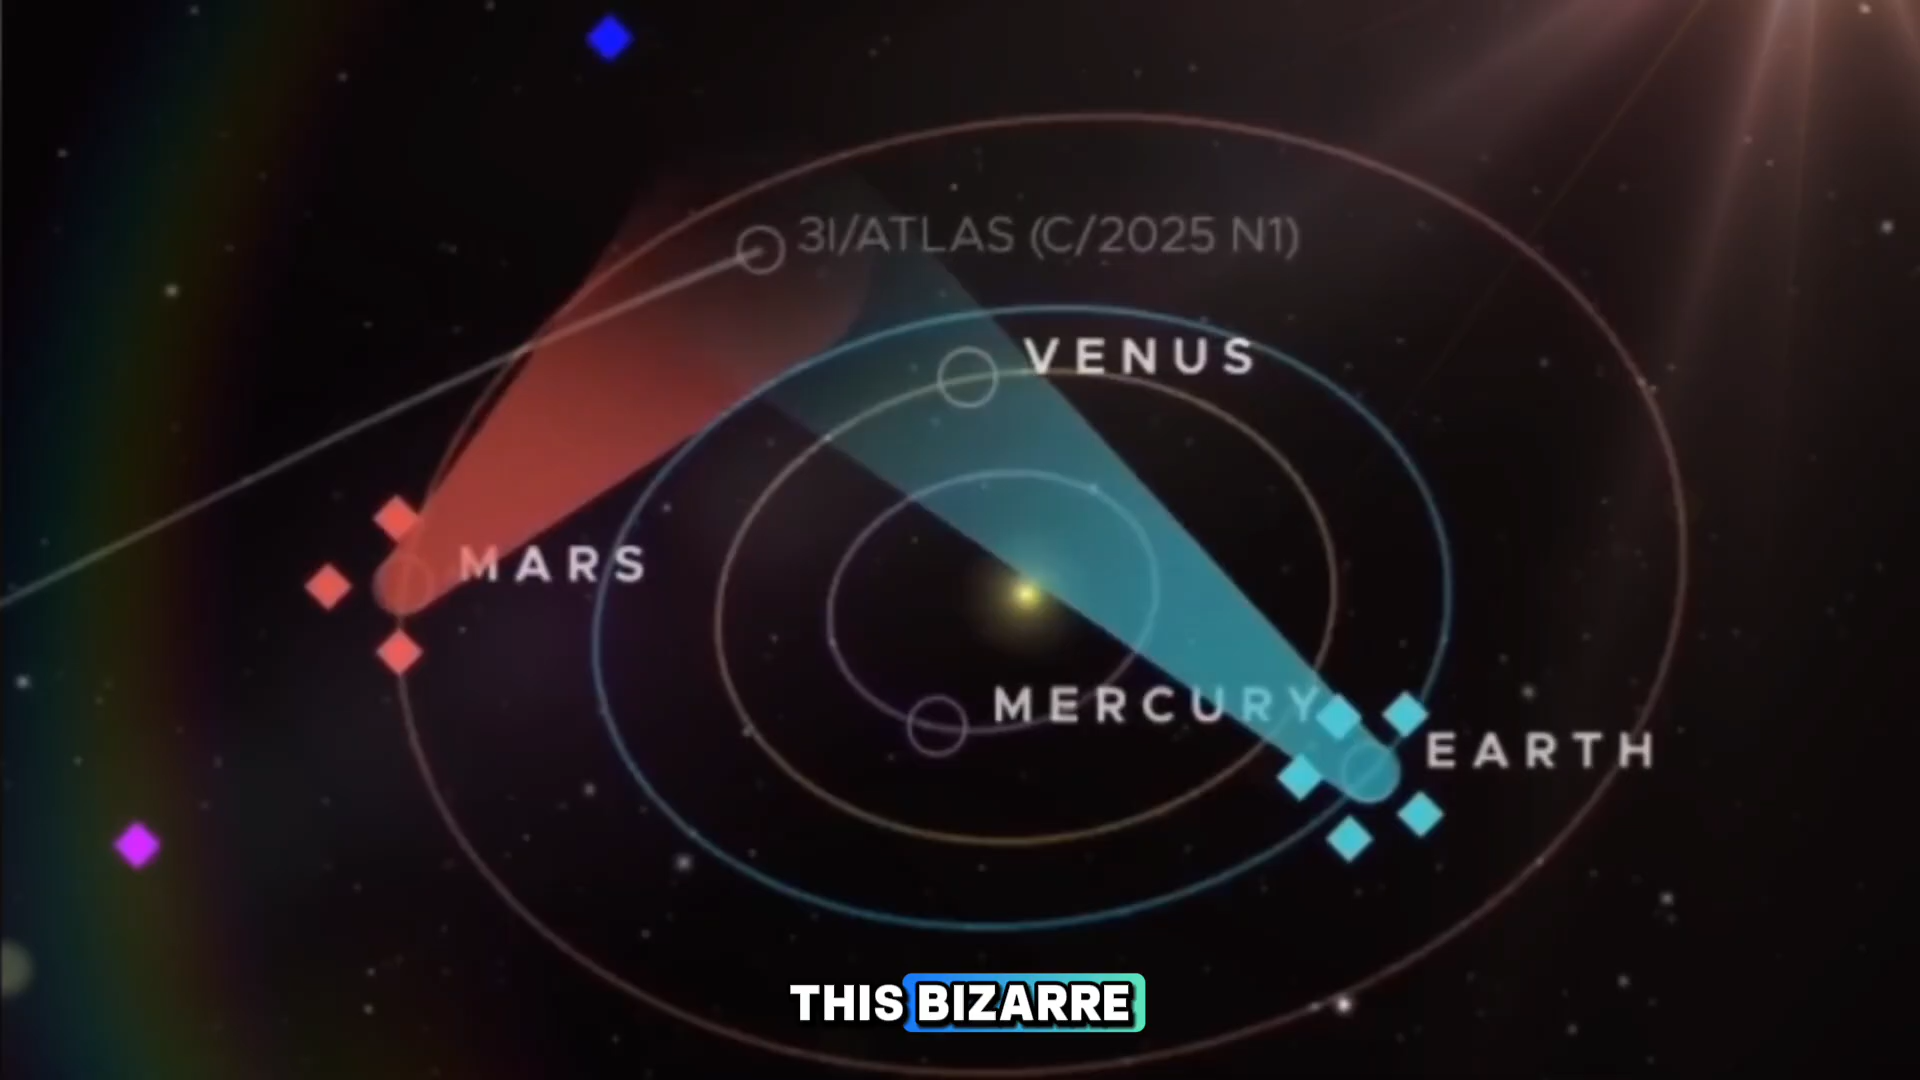 3I/ATLAS (C/2025 N1)
VENUS
MARS
MERCURY
EARTH
THIS BIZARRE